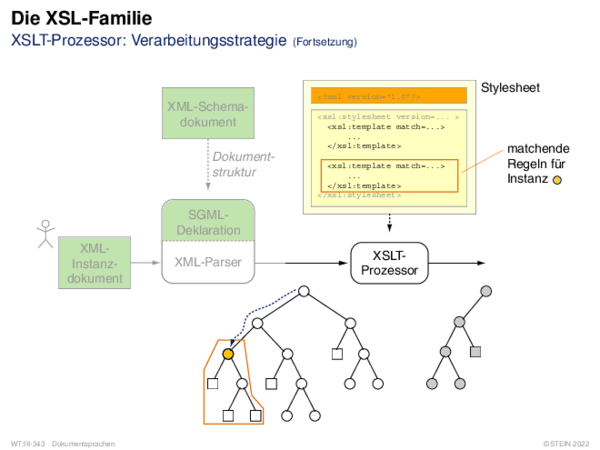 Die XSL-Familie
XSLT-Prozessor: Verarbeitungsstrategie (Fortsetzung)
XML-Schema-
dokument
Dokument-
struktur
SGML-
Deklaration
XML-Parser
XML-
Instanz-
dokument
Stylesheet
<?xml version="1.0"?>
<xsl:stylesheet version=... >
<xsl:template match=...>
...
</xsl:template>
<xsl:template match=...>
...
</xsl:template>
</xsl:stylesheet>
matchende
Regeln für
Instanz
XSLT-
Prozessor
WT:III-343 Dokumentsprachen
©STEIN 2022